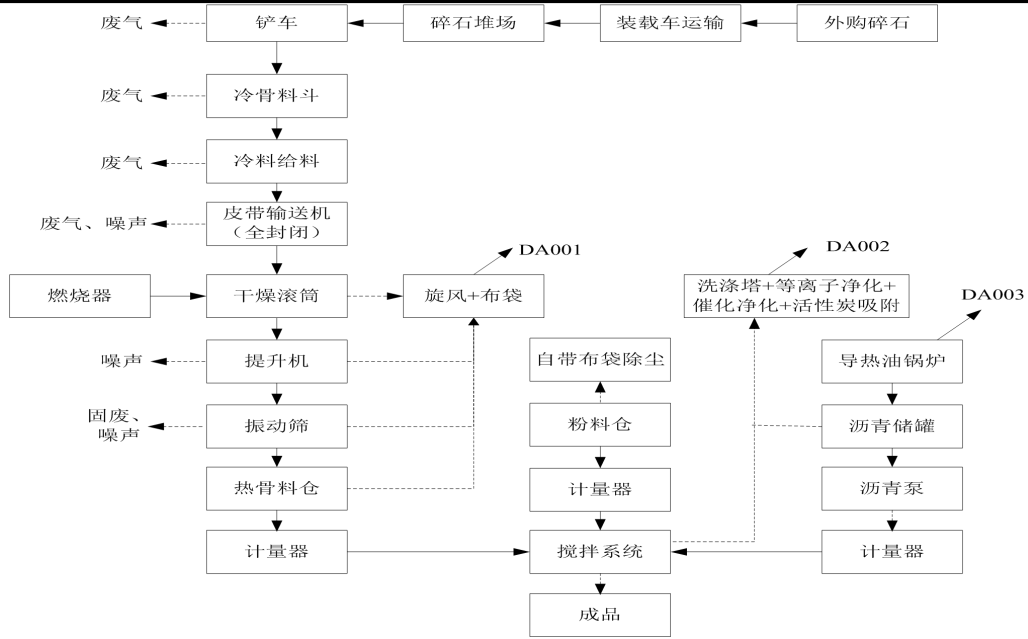 废气
铲车
碎石堆场
装载车运输
外购碎石
废气
冷骨料斗
废气
冷料给料
废气、噪声
皮带输送机
（全封闭）
DA001
DA002
燃烧器
干燥滚筒
旋风+布袋
洗涤塔+等离子净化+
催化净化+活性炭吸附
DA003
噪声
提升机
自带布袋除尘
导热油锅炉
固废、
噪声
振动筛
粉料仓
沥青储罐
热骨料仓
计量器
沥青泵
计量器
搅拌系统
计量器
成品